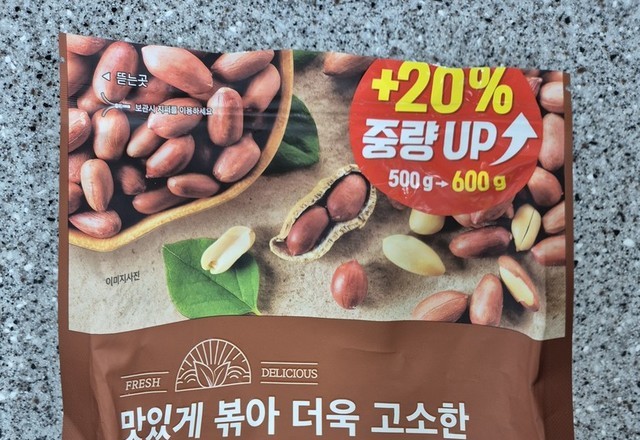 뜯는곳
보관시 지퍼를 이용하세요
+20%
중량 UP
500g → 600g
이미지사진
FRESH
DELICIOUS
맛있게 볶아 더욱 고소한